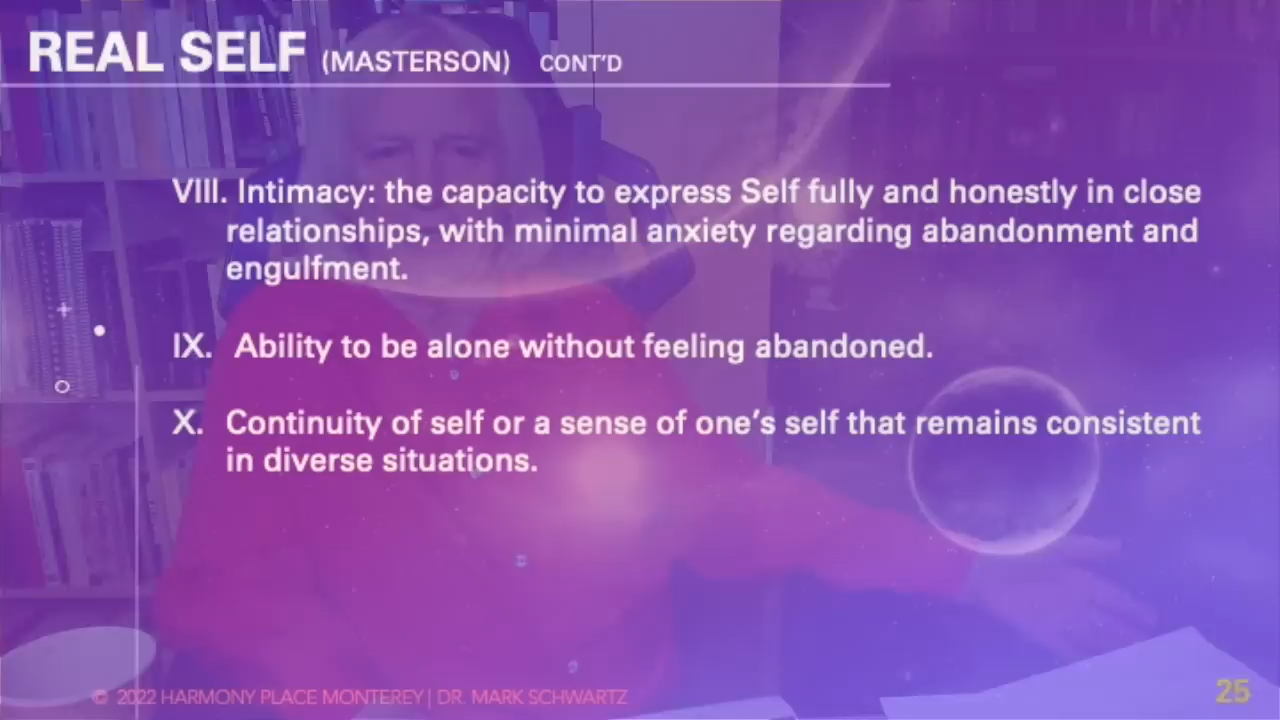 REAL SELF (MASTERSON) CONT'D
VIII. Intimacy: the capacity to express Self fully and honestly in close
relationships, with minimal anxiety regarding abandonment and
engulfment.
IX. Ability to be alone without feeling abandoned.
X. Continuity of self or a sense of one's self that remains consistent
in diverse situations.
© 2022 HARMONY PLACE MONTEREY | DR. MARK SCHWARTZ
25